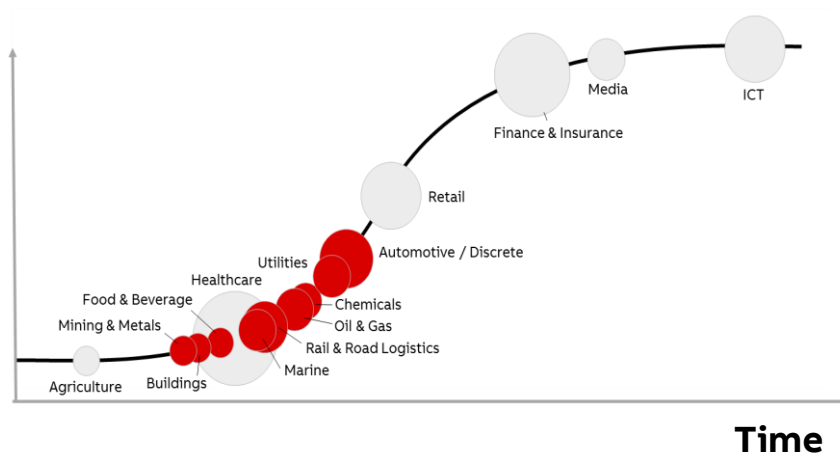 Media
ICT
Finance & Insurance
Retail
Automotive / Discrete
Utilities
Healthcare
Food & Beverage
Chemicals
Mining & Metals
Oil & Gas
Rail & Road Logistics
Marine
Buildings
Agriculture
Time